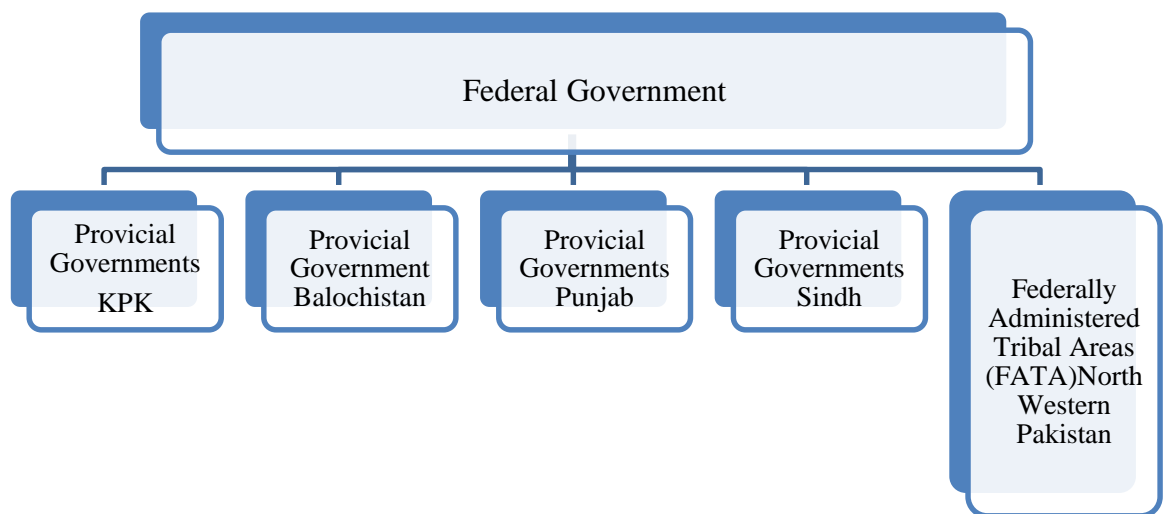 Federal Government
Provicial
Governments
KPK
Provicial
Government
Balochistan
Provicial
Governments
Punjab
Provicial
Governments
Sindh
Federally
Administered
Tribal Areas
(FATA)North
Western
Pakistan